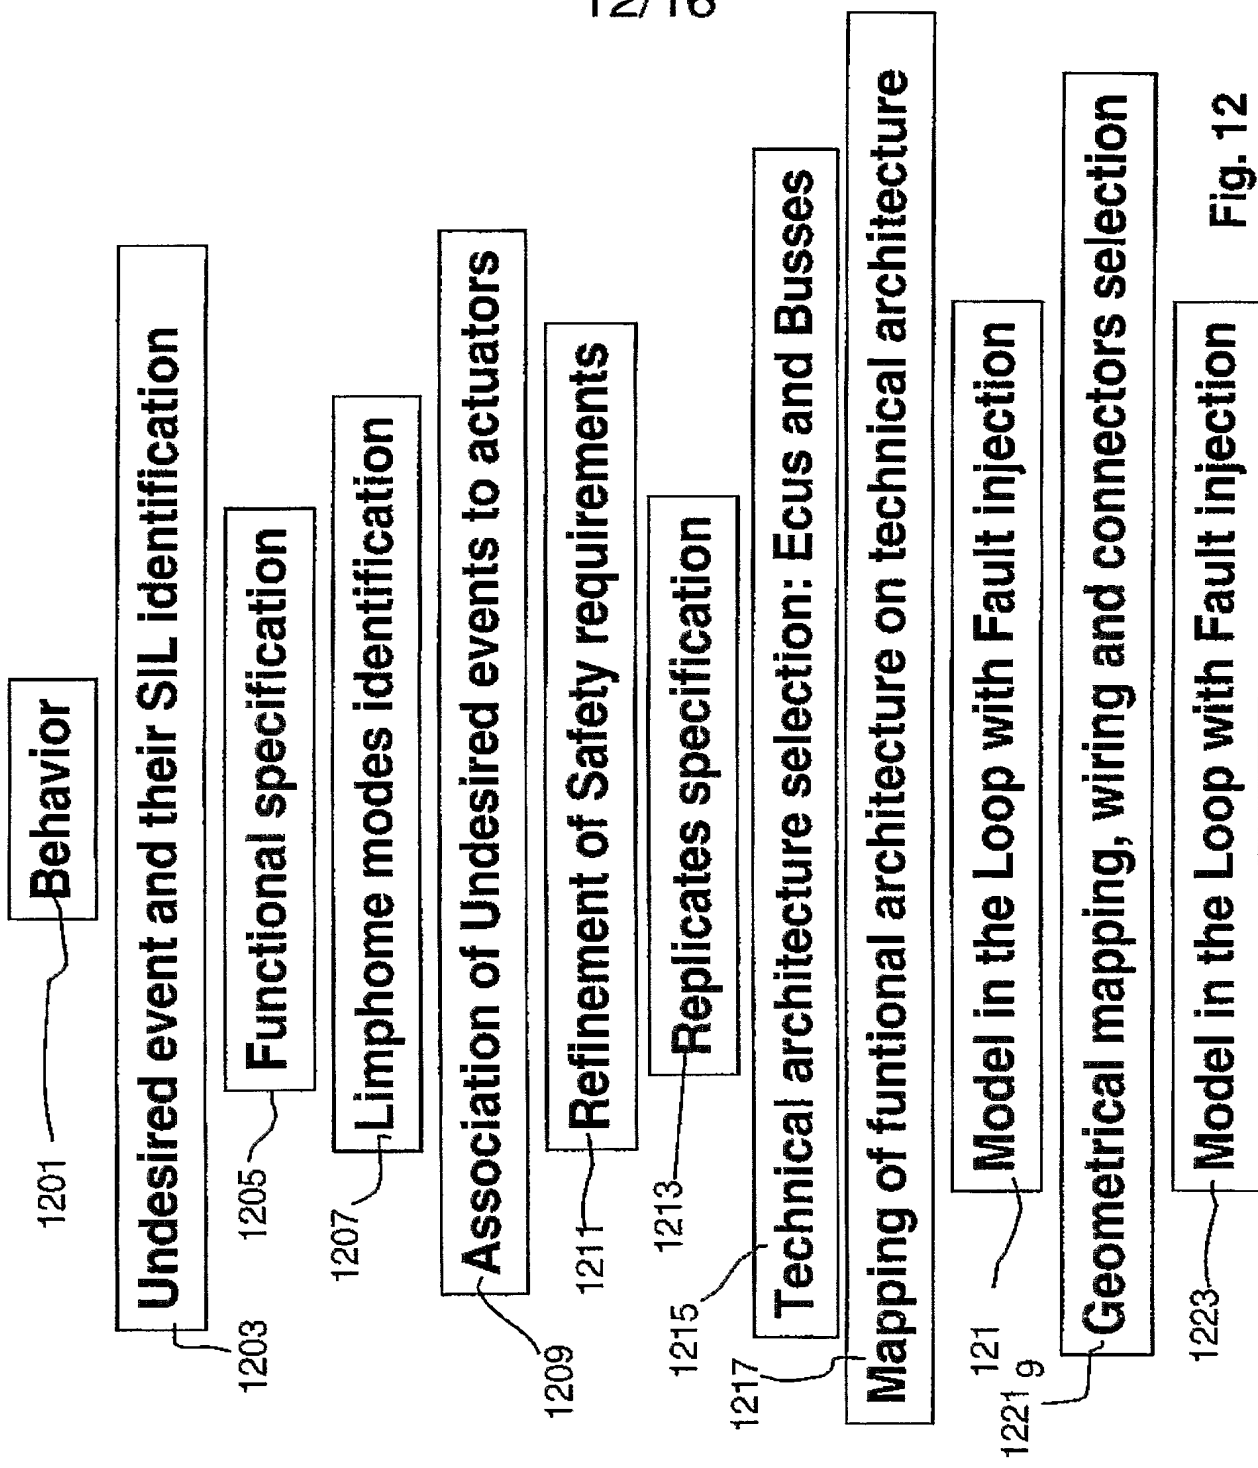 12/16
Behavior
1201
Undesired event and their SIL identification
1203
Functional specification
1205
Limphome modes identification
1207
Association of Undesired events to actuators
1209
Refinement of Safety requirements
1211
Replicates specification
1213
Technical architecture selection: Ecus and Busses
1215
Mapping of funtional architecture on technical architecture
1217
Model in the Loop with Fault injection
121
9
Geometrical mapping, wiring and connectors selection
1221
Model in the Loop with Fault injection
1223
Fig. 12